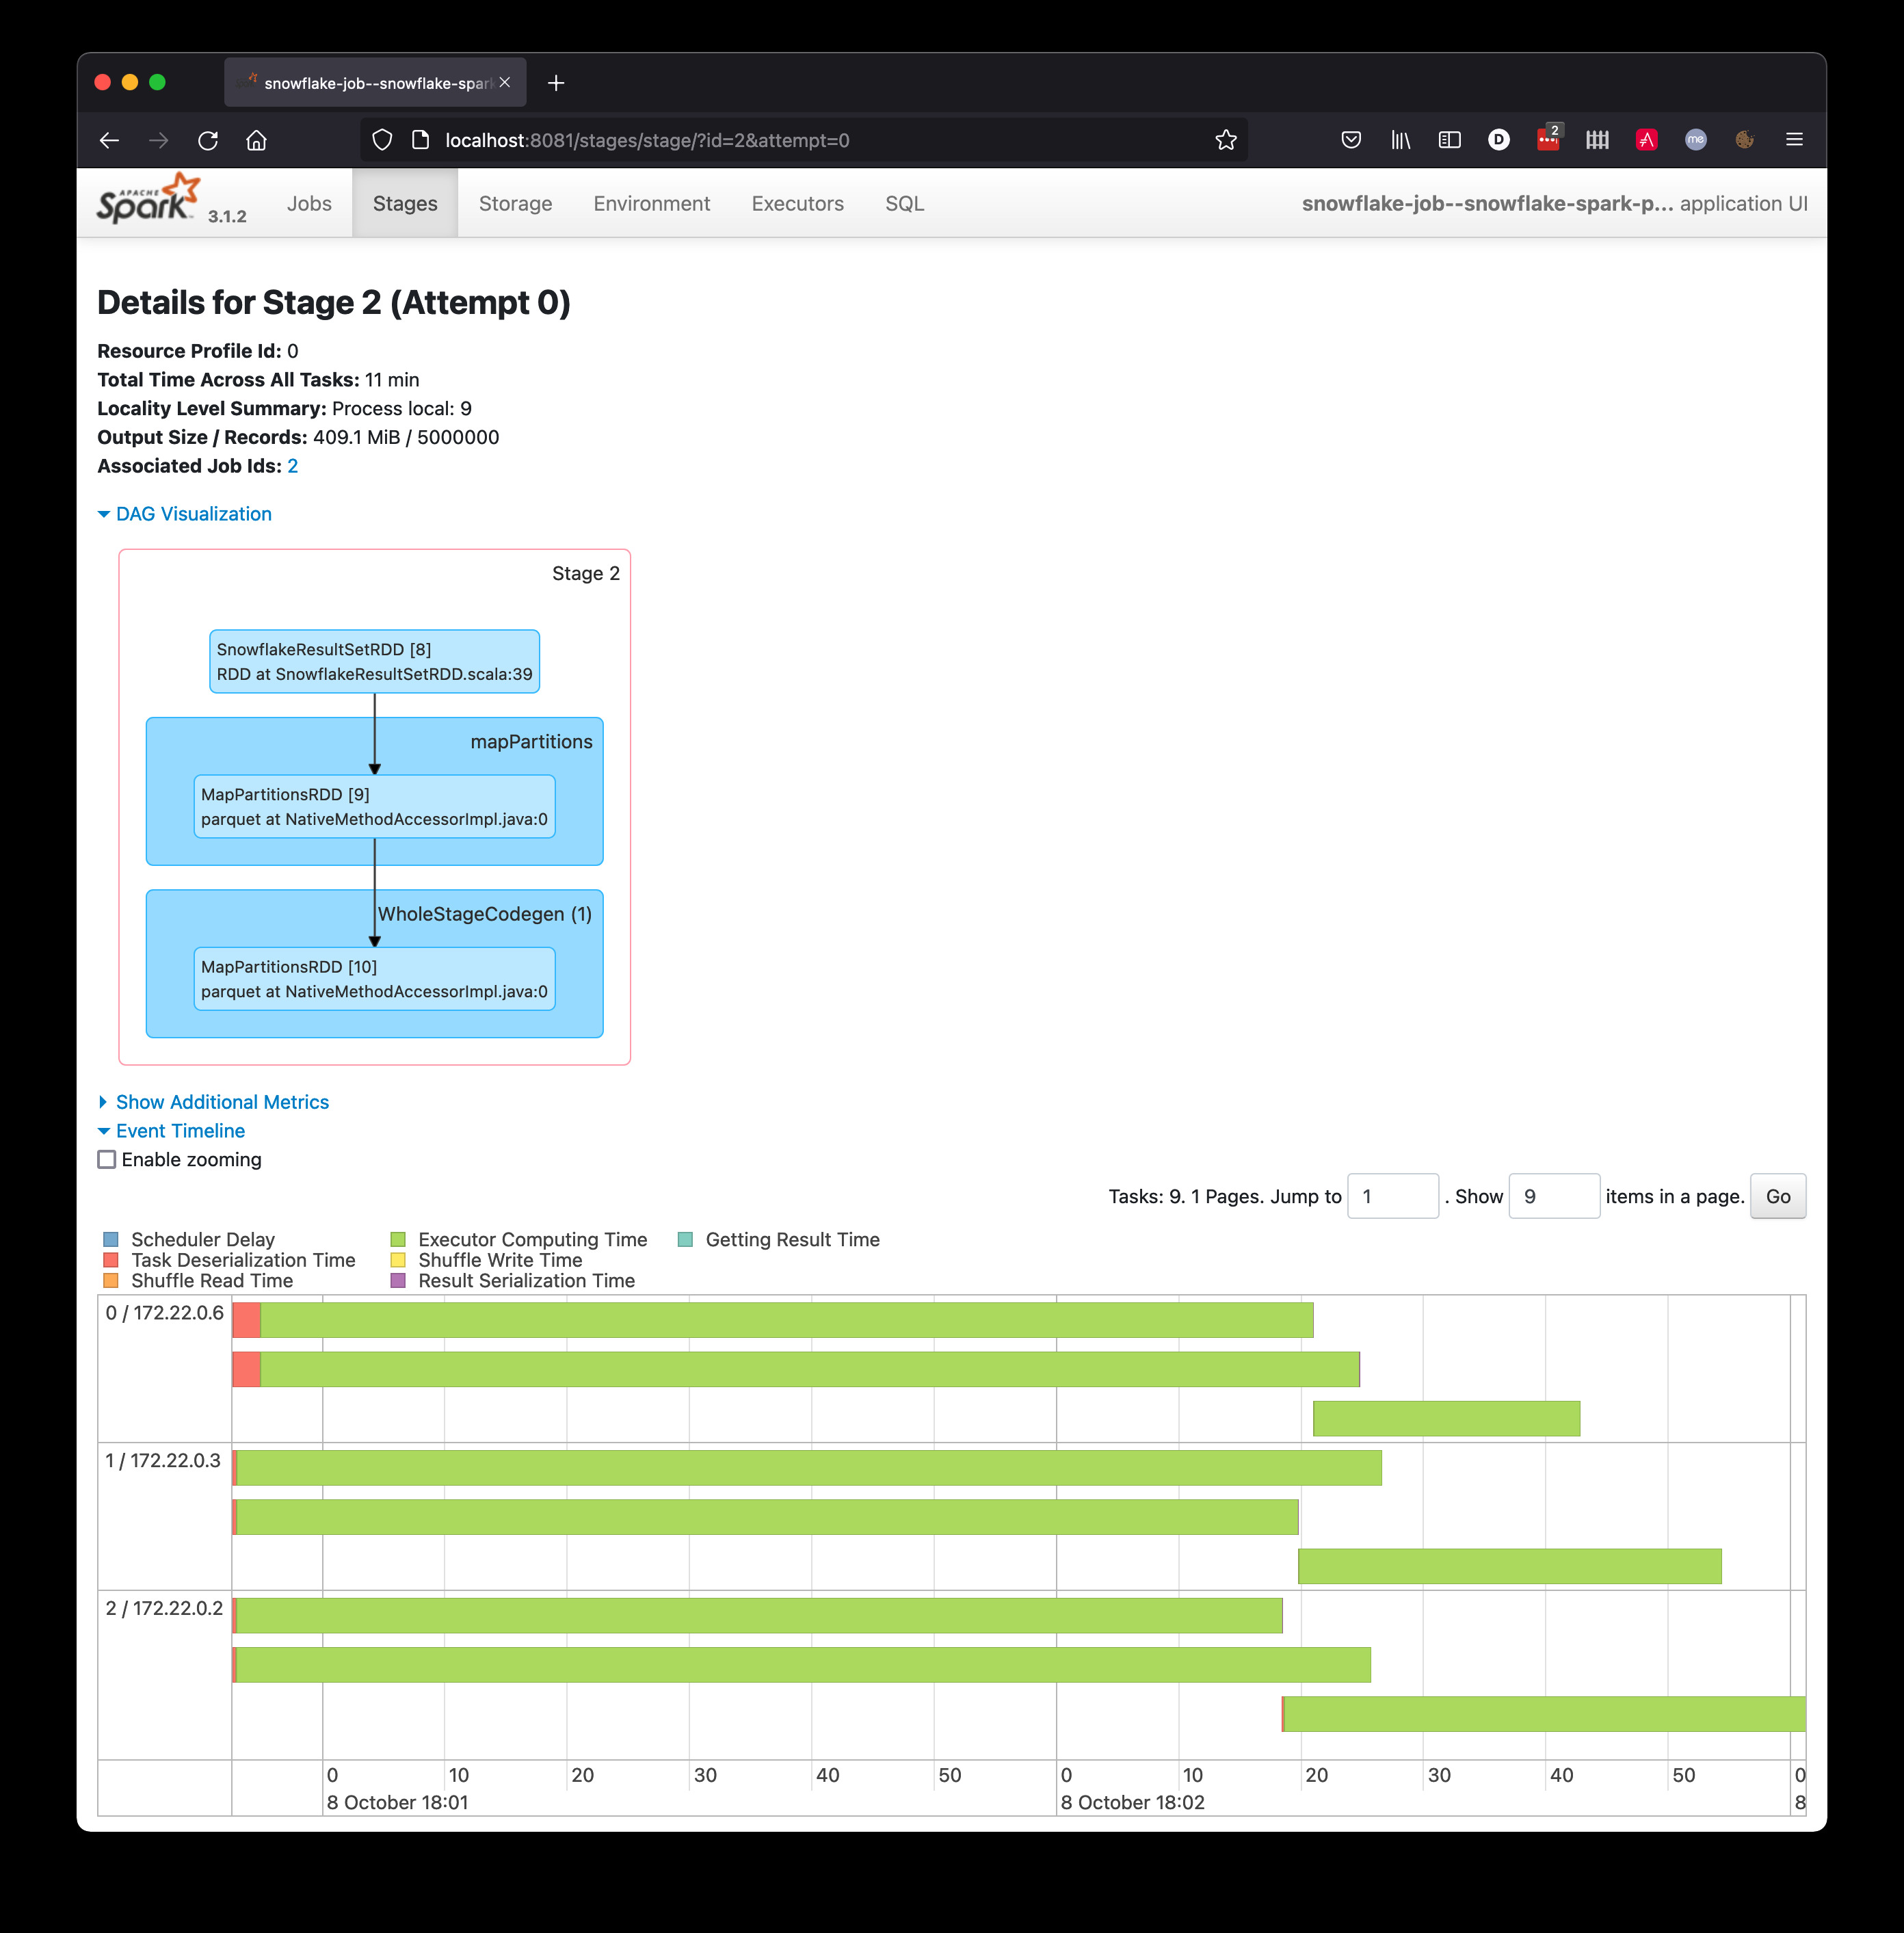 snowflake-job--snowflake-spark
localhost:8081/stages/stage/?id=2&attempt=0
D
2
me
APACHE
Spark 3.1.2
Jobs
Stages
Storage
Environment
Executors
SQL
snowflake-job--snowflake-spark-p... application UI
Details for Stage 2 (Attempt 0)
Resource Profile Id: 0
Total Time Across All Tasks: 11 min
Locality Level Summary: Process local: 9
Output Size / Records: 409.1 MiB / 5000000
Associated Job Ids: 2
DAG Visualization
Stage 2
SnowflakeResultSetRDD [8]
RDD at SnowflakeResultSetRDD.scala:39
mapPartitions
MapPartitionsRDD [9]
parquet at NativeMethodAccessorImpl.java:0
WholeStageCodegen (1)
MapPartitionsRDD [10]
parquet at NativeMethodAccessorImpl.java:0
Show Additional Metrics
Event Timeline
Enable zooming
Tasks: 9. 1 Pages. Jump to 1 . Show 9 items in a page. Go
Scheduler Delay
Task Deserialization Time
Shuffle Read Time
Executor Computing Time
Shuffle Write Time
Result Serialization Time
Getting Result Time
0 / 172.22.0.6
1 / 172.22.0.3
2 / 172.22.0.2
0 10 20 30 40 50 0 10 20 30 40 50 0
8 October 18:01 8 October 18:02 8